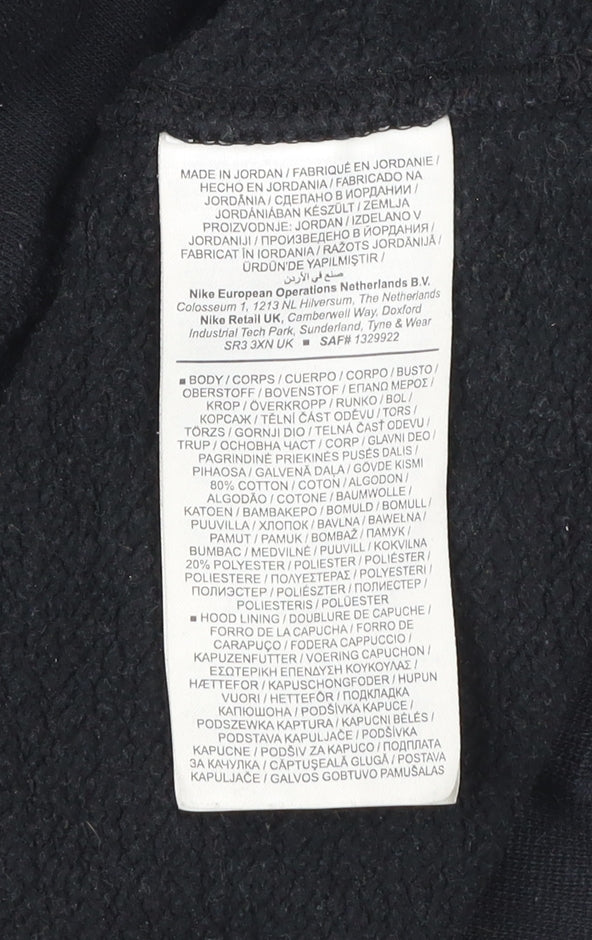 MADE IN JORDAN / FABRIQUÉ EN JORDANIE /
HECHO EN JORDANIA / FABRICADO NA
JORDÂNIA / СДЕЛАНО В ИОРДАНИИ /
JORDÁNIÁBAN KÉSZÜLT / ZEMLJA
PROIZVODNJE: JORDAN / IZDELANO V
JORDANIJI / ПРОИЗВЕДЕНО В ЙОРДАНИЯ /
FABRICAT ÎN IORDANIA / RAŽOTS JORDĀNIJĀ /
ÜRDÜN'DE YAPILMIŞTIR /
صنع في الأردن
Nike European Operations Netherlands B.V.
Colosseum 1, 1213 NL Hilversum, The Netherlands
Nike Retail UK, Camberwell Way, Doxford
Industrial Tech Park, Sunderland, Tyne & Wear
SR3 3XN UK ■ SAF# 1329922
■ BODY / CORPS / CUERPO / CORPO / BUSTO /
OBERSTOFF / BOVENSTOF / ΕΠΑΝΩ ΜΕΡΟΣ /
KROP / ÖVERKROPP / RUNKO / BOL /
КОРСАЖ / TĚLNÍ ČÁST ODĚVU / TORS /
TÖRZS / GORNJI DIO / TELNÁ ČASŤ ODEVU /
TRUP / ОСНОВНА ЧАСТ / CORP / GLAVNI DEO /
PAGRINDINĖ PRIEKINĖS PUSĖS DALIS /
PIHAOSA / GALVENĀ DAĻA / GÖVDE KISMI
80% COTTON / COTON / ALGODON /
ALGODÃO / COTONE / BAUMWOLLE /
KATOEN / ΒΑΜΒΑΚΕΡΟ / BOMULD / BOMULL /
PUUVILLA / ХЛОПОК / BAVLNA / BAWEŁNA /
PAMUT / PAMUK / BOMBAŽ / ПАМУК /
BUMBAC / MEDVILNĖ / PUUVILL / KOKVILNA
20% POLYESTER / POLIESTER / POLIÉSTER /
POLIESTERE / ΠΟΛΥΕΣΤΕΡΑΣ / POLYESTERI /
ПОЛИЭСТЕР / POLIÉSZTER / ПОЛИЕСТЕР /
POLIESTERIS / POLÜESTER
■ HOOD LINING / DOUBLURE DE CAPUCHE /
FORRO DE LA CAPUCHA / FORRO DE
CARAPUÇO / FODERA CAPPUCCIO /
KAPUZENFUTTER / VOERING CAPUCHON /
ΕΣΩΤΕΡΙΚΗ ΕΠΕΝΔΥΣΗ ΚΟΥΚΟΥΛΑΣ /
HÆTTEFOR / KAPUSCHONGFODER / HUPUN
VUORI / HETTEFÔR / ПОДКЛАДКА
КАПЮШОНА / PODŠÍVKA KAPUCE /
PODSZEWKA KAPTURA / KAPUCNI BÉLÉS /
PODSTAVA KAPULJAČE / PODŠÍVKA
KAPUCNE / PODŠIV ZA KAPUCO / ПОДПЛАТА
ЗА КАЧУЛКА / CĂPTUŞEALĂ GLUGĂ / POSTAVA
KAPULJAČE / GALVOS GOBTUVO PAMUŠALAS